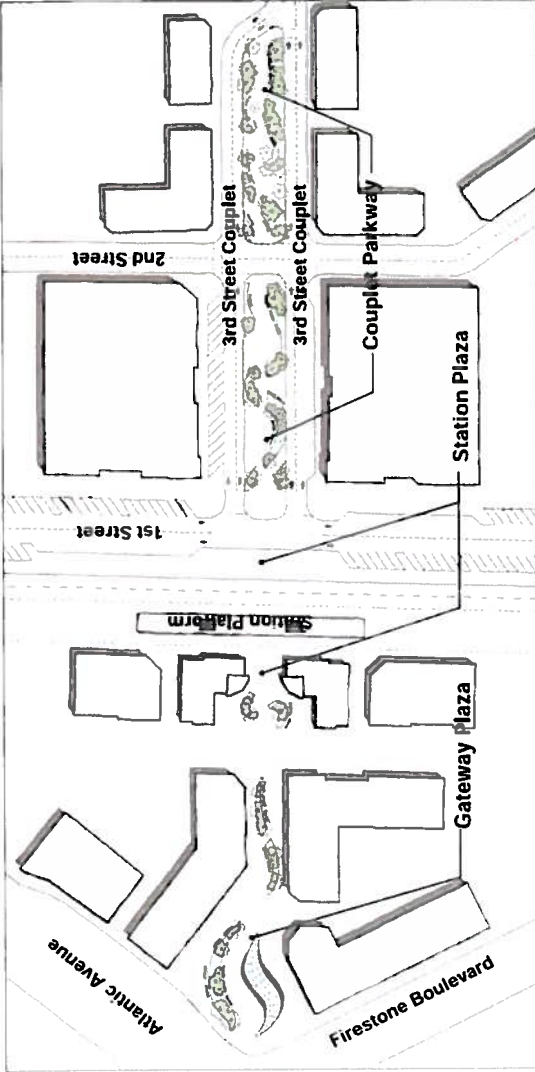 2nd Street
3rd Street Couplet
3rd Street Couplet
Couplet Parkway
Station Plaza
1st Street
Station Platform
Gateway Plaza
Atlantic Avenue
Firestone Boulevard